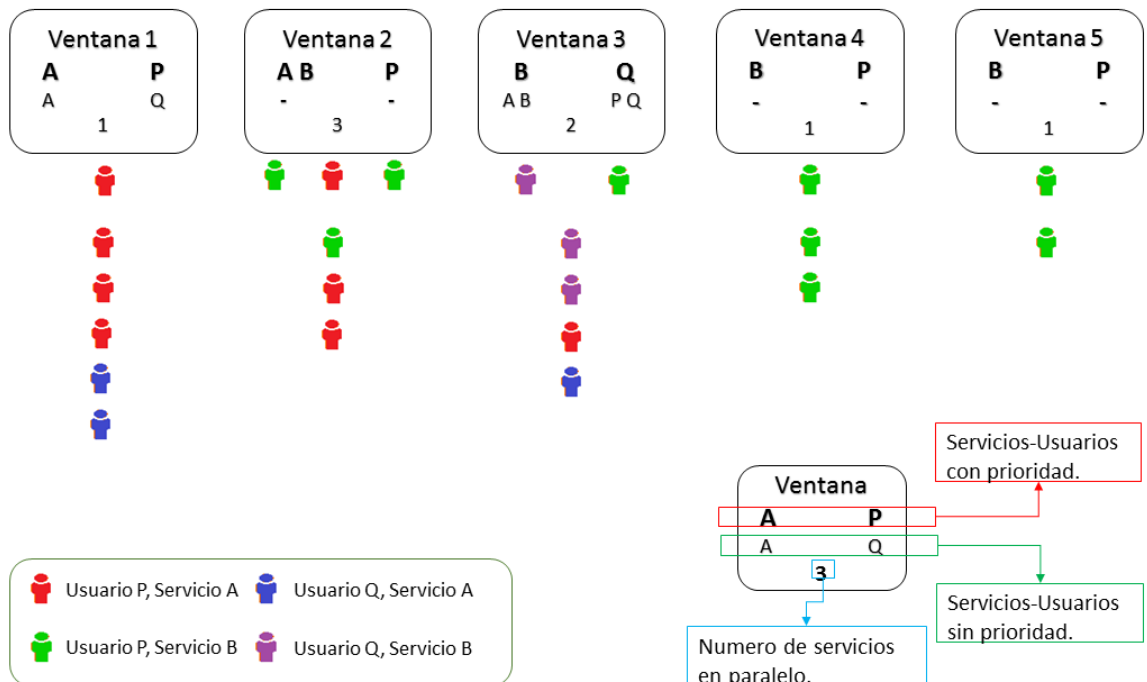 Ventana 1
A P
A Q
1
Ventana 2
A B P
- -
3
Ventana 3
B Q
A B P Q
2
Ventana 4
B P
- -
1
Ventana 5
B P
- -
1
Servicios-Usuarios
con prioridad.
Ventana
A P
A Q
3
Servicios-Usuarios
sin prioridad.
Numero de servicios
en paralelo.
Usuario P, Servicio A
Usuario Q, Servicio A
Usuario P, Servicio B
Usuario Q, Servicio B